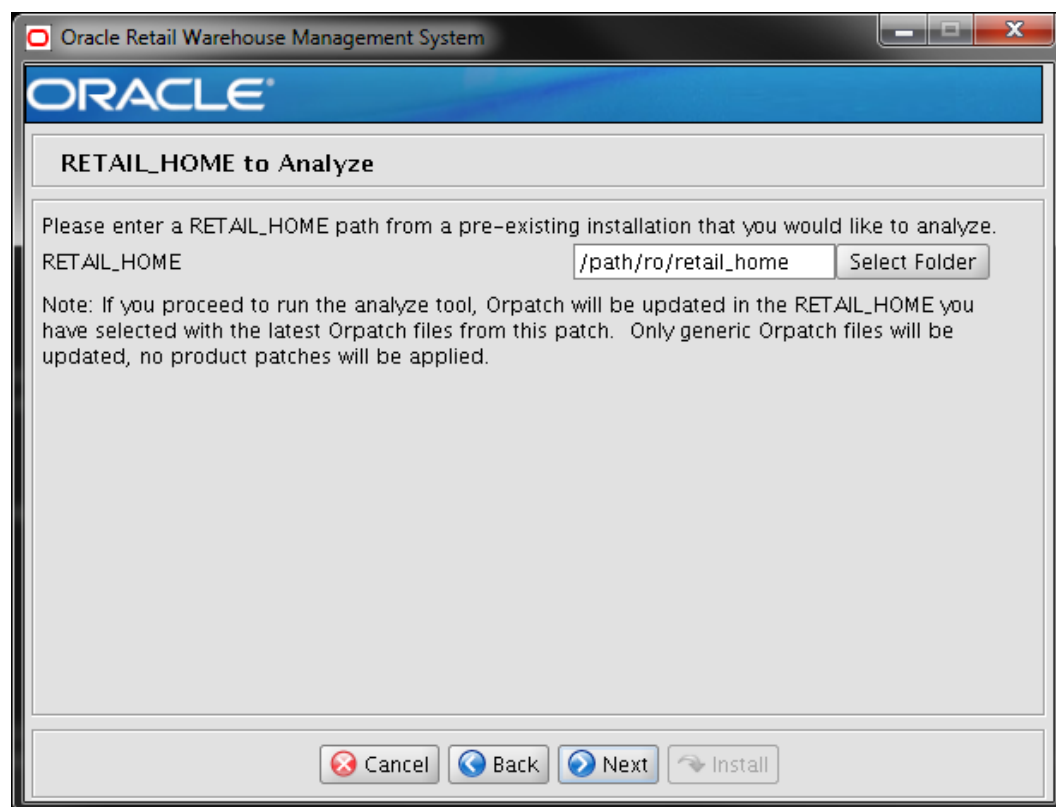 Oracle Retail Warehouse Management System
ORACLE®
RETAIL_HOME to Analyze
Please enter a RETAIL_HOME path from a pre-existing installation that you would like to analyze.
RETAIL_HOME
/path/ro/retail_home
Select Folder
Note: If you proceed to run the analyze tool, Orpatch will be updated in the RETAIL_HOME you
have selected with the latest Orpatch files from this patch.  Only generic Orpatch files will be
updated, no product patches will be applied.
Cancel
Back
Next
Install